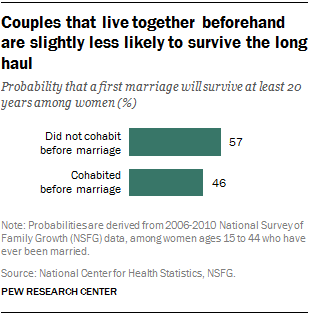 Couples that live together beforehand
are slightly less likely to survive the long
haul
Probability that a first marriage will survive at least 20
years among women (%)
Did not cohabit
before marriage
57
Cohabited
before marriage
46
Note: Probabilities are derived from 2006-2010 National Survey of
Family Growth (NSFG) data, among women ages 15 to 44 who have
ever been married.
Source: National Center for Health Statistics, NSFG.
PEW RESEARCH CENTER